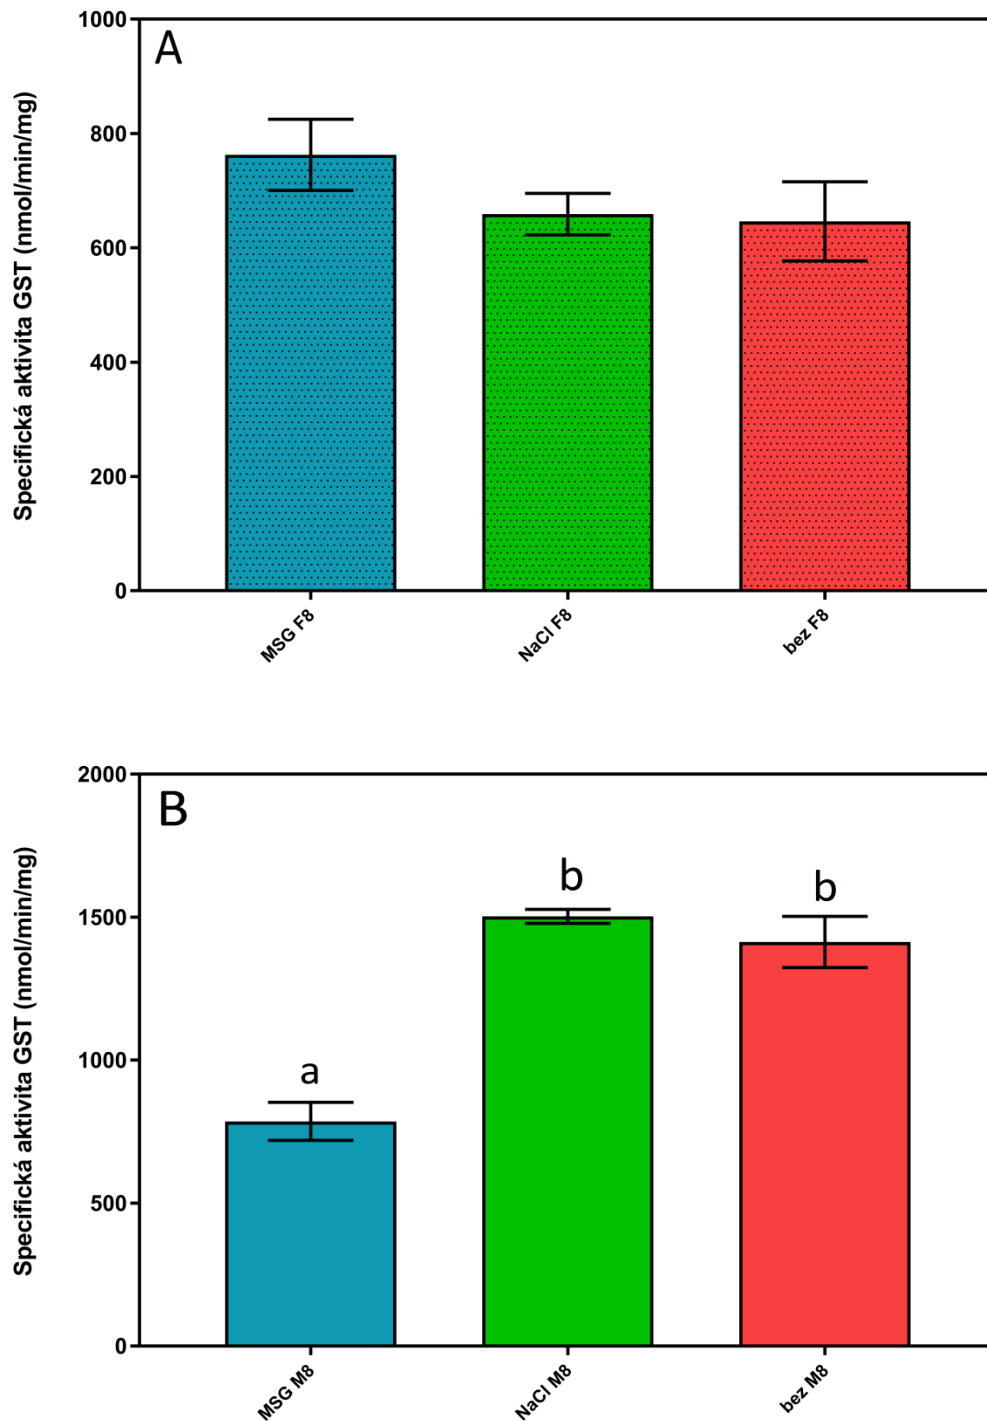 A
Specifická aktivita GST (nmol/min/mg)
1000
800
600
400
200
0
MSG F8
NaCl F8
bez F8
B
Specifická aktivita GST (nmol/min/mg)
2000
1500
1000
500
0
a
b
b
MSG M8
NaCl M8
bez M8